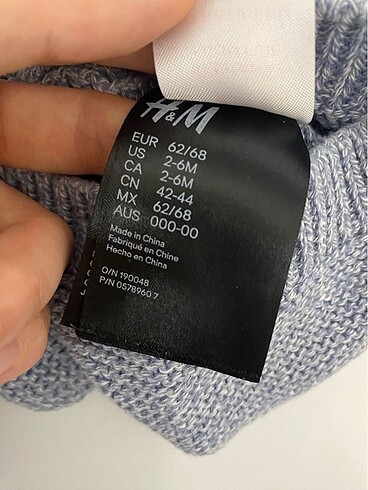 H&M
EUR 62/68
US 2-6M
CA 2-6M
CN 42-44
MX 62/68
AUS 000-00
Made in China
Fabriqué en Chine
Hecho en China
O/N 190048
P/N 0578960 7